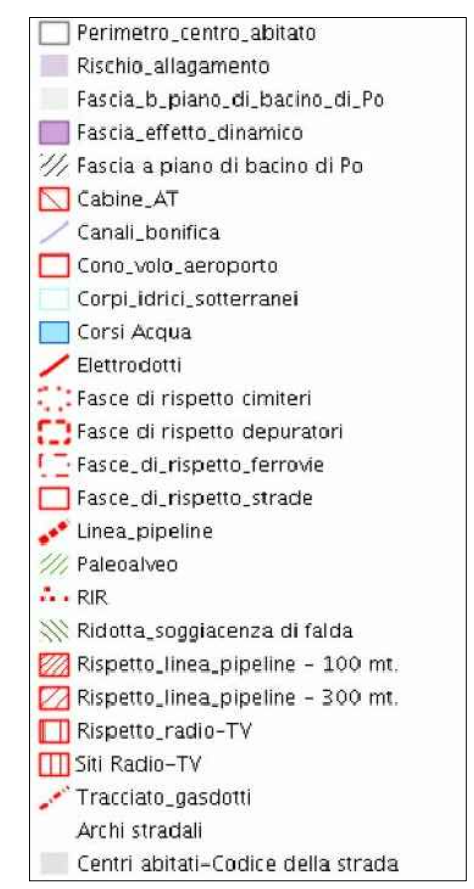 Perimetro_centro_abitato
Rischio_allagamento
Fascia_b_piano_di_bacino_di_Po
Fascia_effetto_dinamico
Fascia a piano di bacino di Po
Cabine_AT
Canali_bonifica
Cono_volo_aeroporto
Corpi_idrici_sotterranei
Corsi Acqua
Elettrodotti
Fasce di rispetto cimiteri
Fasce di rispetto depuratori
Fasce_di_rispetto_ferrovie
Fasce_di_rispetto_strade
Linea_pipeline
Paleoalveo
RIR
Ridotta_soggiacenza di falda
Rispetto_linea_pipeline - 100 mt.
Rispetto_linea_pipeline - 300 mt.
Rispetto_radio-TV
Siti Radio-TV
Tracciato_gasdotti
Archi stradali
Centri abitati-Codice della strada